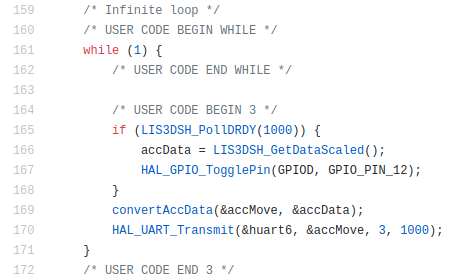 159 /* Infinite loop */
160 /* USER CODE BEGIN WHILE */
161 while (1) {
162 /* USER CODE END WHILE */
163
164 /* USER CODE BEGIN 3 */
165 if (LIS3DSH_PollDRDY(1000)) {
166 accData = LIS3DSH_GetDataScaled();
167 HAL_GPIO_TogglePin(GPIOD, GPIO_PIN_12);
168 }
169 convertAccData(&accMove, &accData);
170 HAL_UART_Transmit(&huart6, &accMove, 3, 1000);
171 }
172 /* USER CODE END 3 */